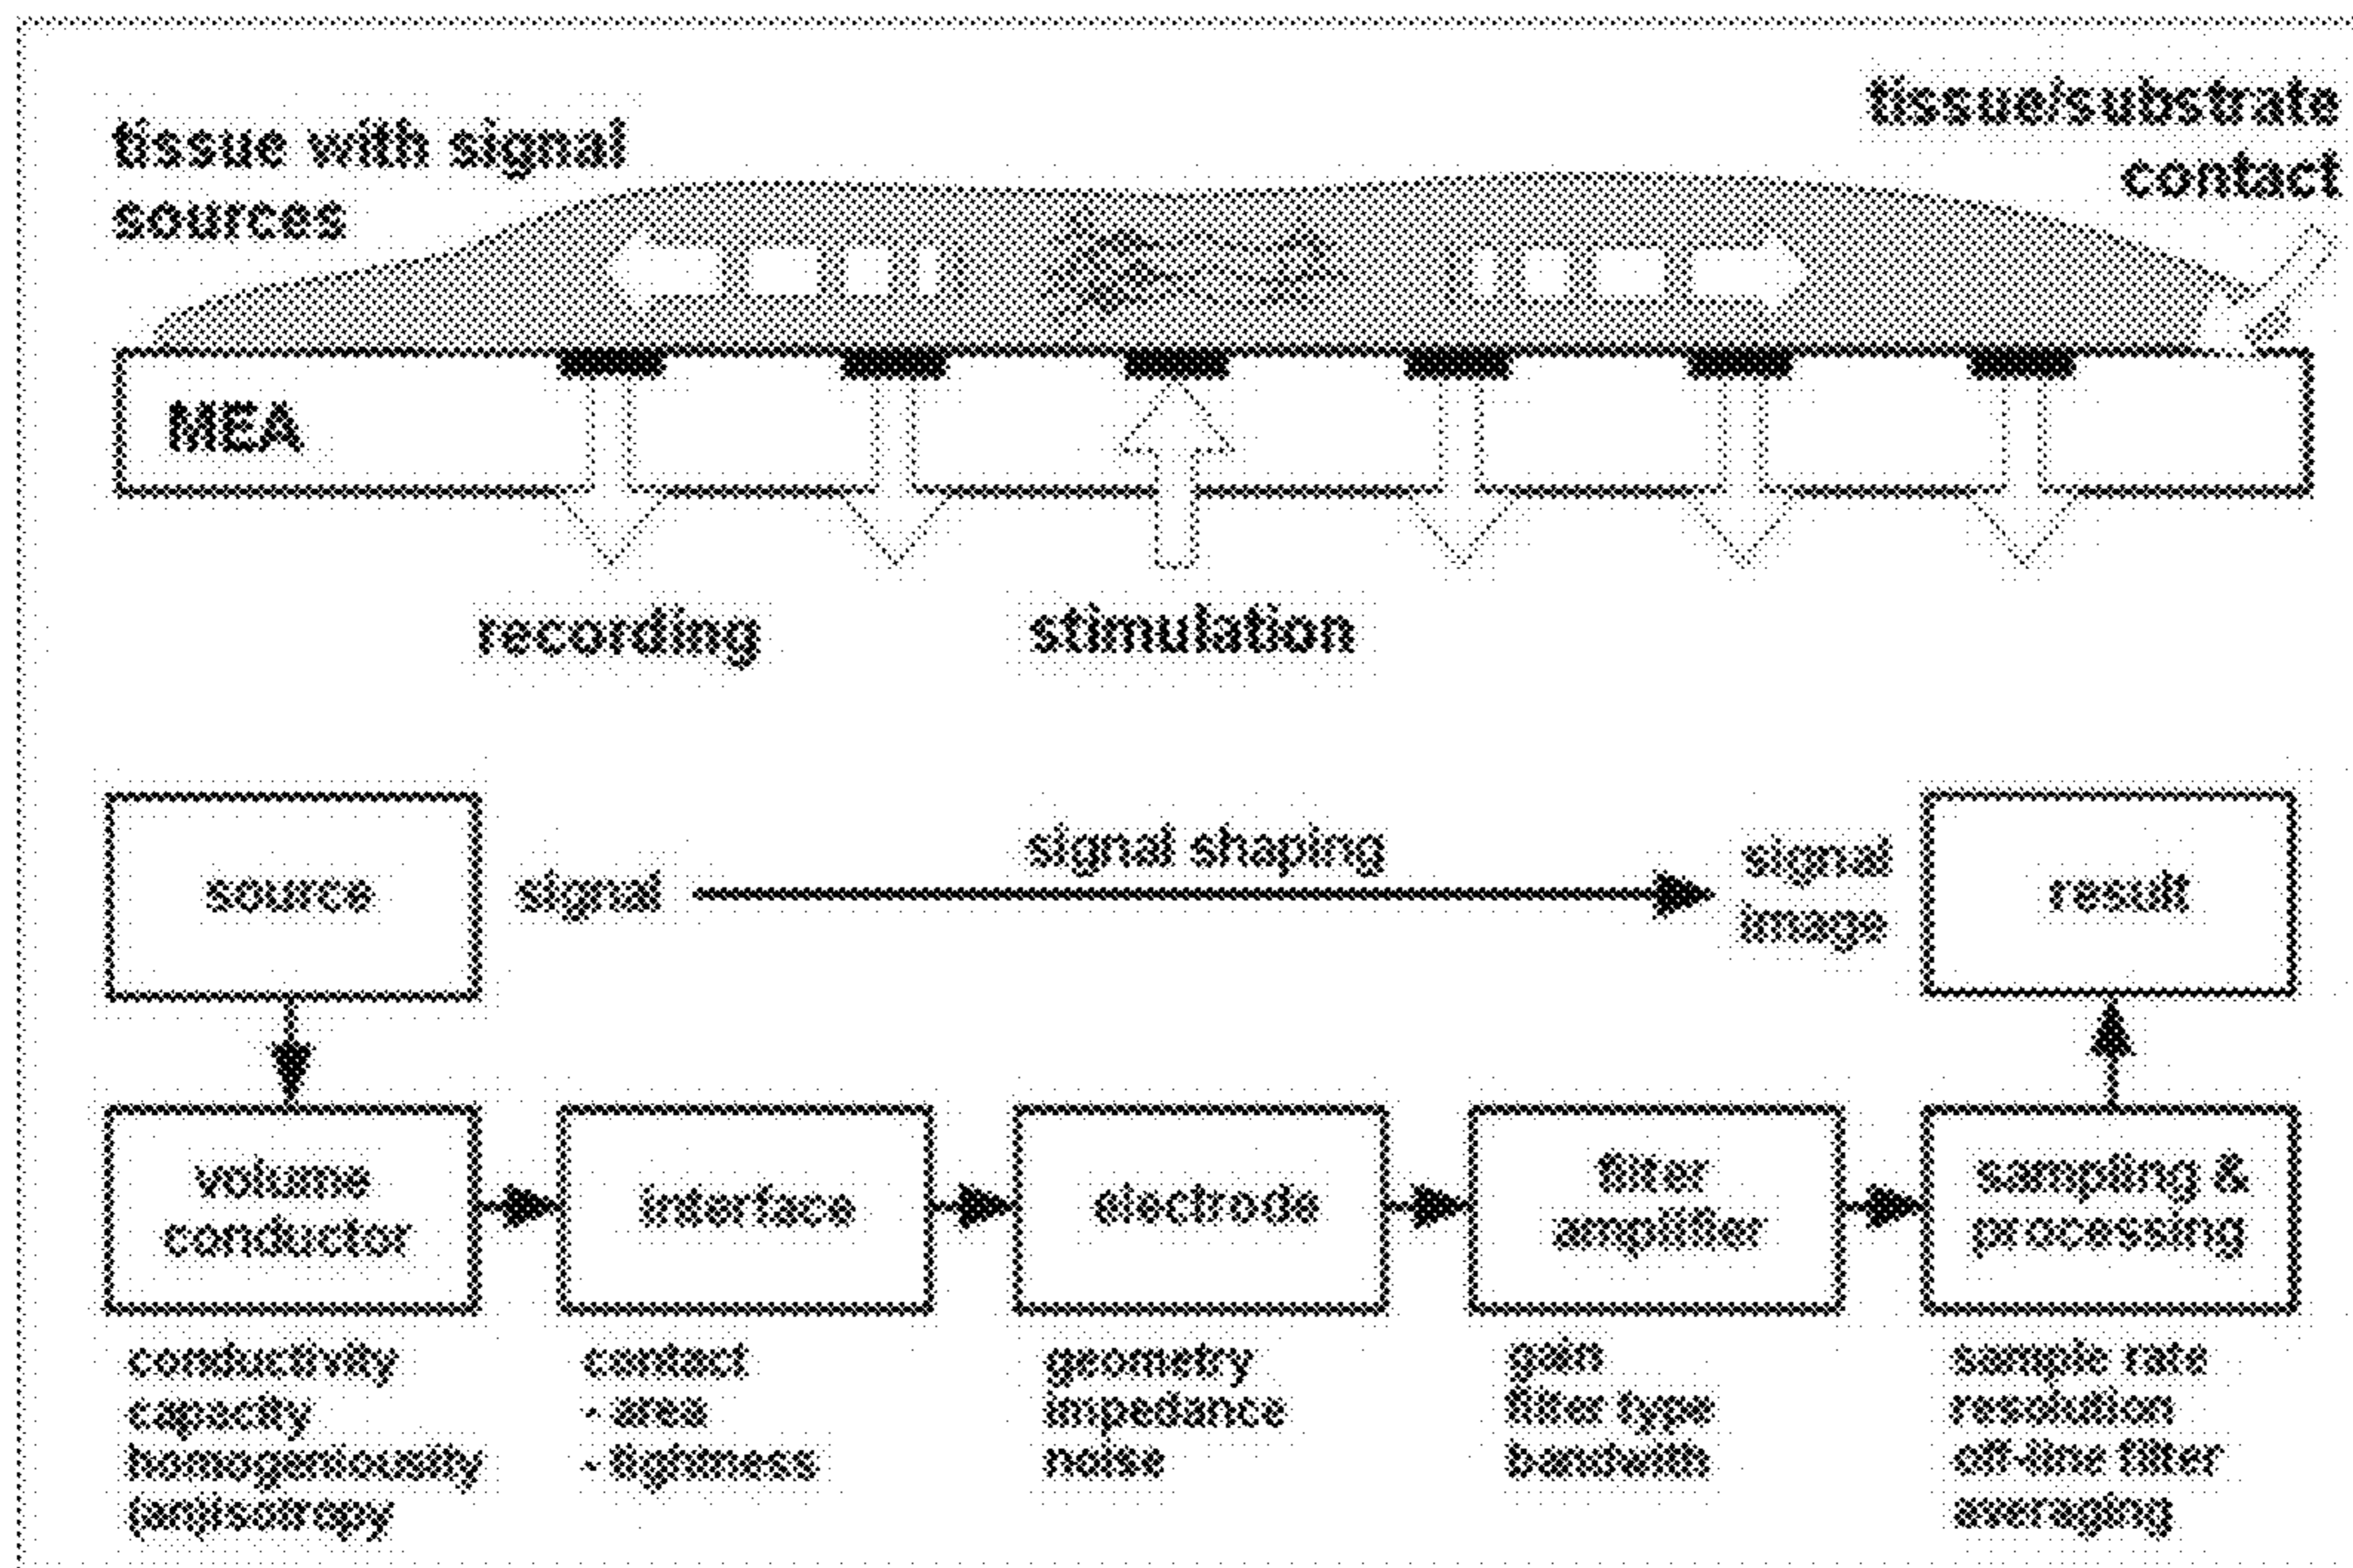 tissue with signal
sources
tissue/substrate
contact
MEA
recording
stimulation
source
signal
signal shaping
signal
image
result
volume
conductor
interface
electrode
filter
amplifier
sampling &
processing
conductivity
capacity
homogeniousity
contact
· area
· tightness
geometry
impedance
noise
gain
filter type
bandwith
sample rate
resolution
off-line filter
averaging